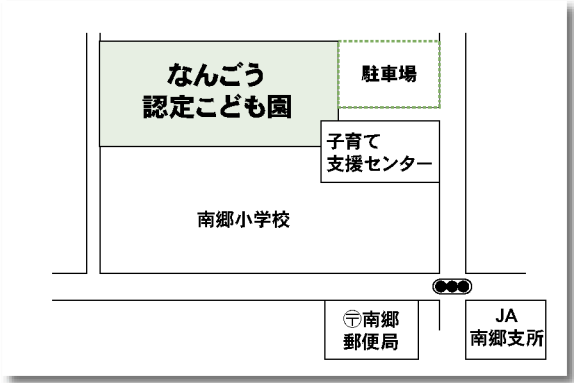 なんごう
認定こども園
駐車場
子育て
支援センター
南郷小学校
〶南郷
郵便局
JA
南郷支所